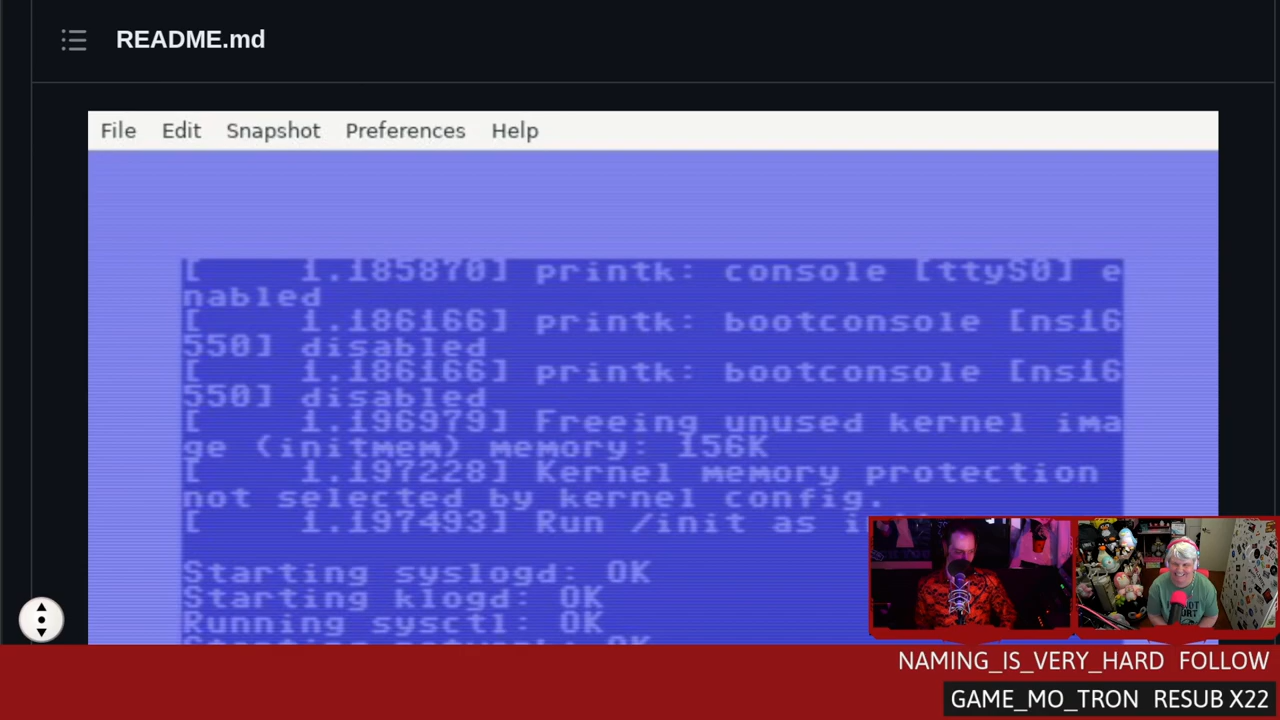 README.md
File Edit Snapshot Preferences Help
[    1.185870] printk: console [ttyS0] e
nabled
[    1.186166] printk: bootconsole [ns16
550] disabled
[    1.186166] printk: bootconsole [ns16
550] disabled
[    1.196979] Freeing unused kernel ima
ge (initmem) memory: 156K
[    1.197228] Kernel memory protection
not selected by kernel config.
[    1.197493] Run /init as
Starting syslogd: OK
Starting klogd: OK
Running sysctl: OK
NAMING_IS_VERY_HARD FOLLOW
GAME_MO_TRON RESUB X22